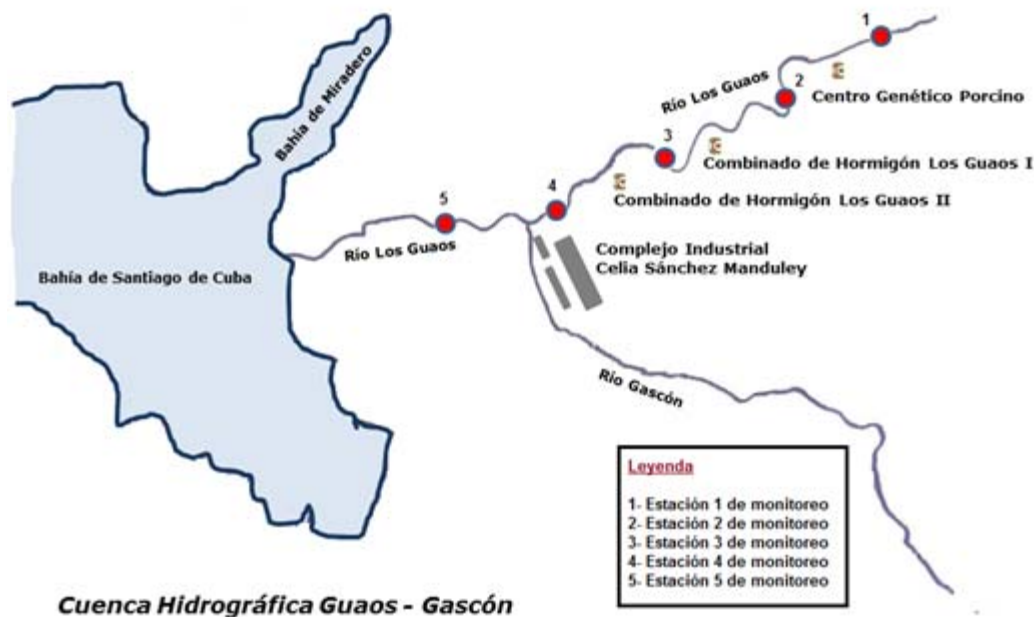 1
Bahía de Miradero
Río Los Guaos
2
Centro Genético Porcino
3
Combinado de Hormigón Los Guaos I
4
Combinado de Hormigón Los Guaos II
5
Río Los Guaos
Complejo Industrial
Celia Sánchez Manduley
Bahía de Santiago de Cuba
Río Gascón
Leyenda
1- Estación 1 de monitoreo
2- Estación 2 de monitoreo
3- Estación 3 de monitoreo
4- Estación 4 de monitoreo
5- Estación 5 de monitoreo
Cuenca Hidrográfica Guaos - Gascón